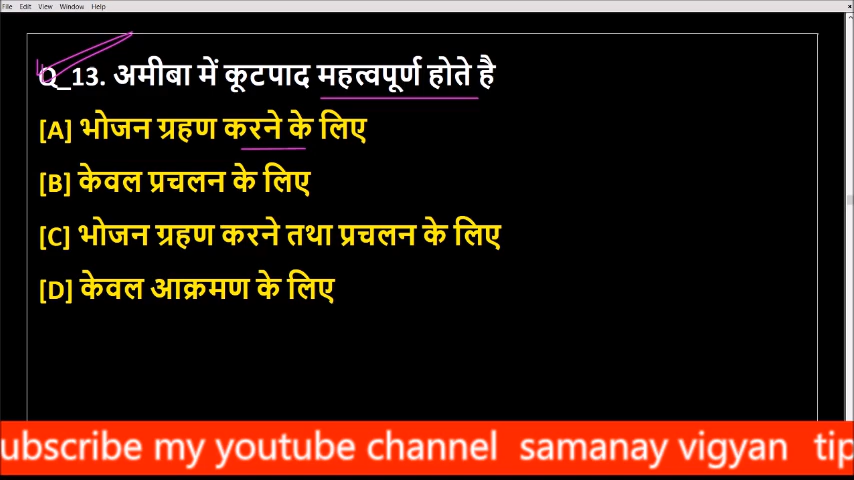 File Edit View Window Help
Q_13. अमीबा में कूटपाद महत्वपूर्ण होते है
[A] भोजन ग्रहण करने के लिए
[B] केवल प्रचलन के लिए
[C] भोजन ग्रहण करने तथा प्रचलन के लिए
[D] केवल आक्रमण के लिए
ubscribe my youtube channel samanay vigyan tip